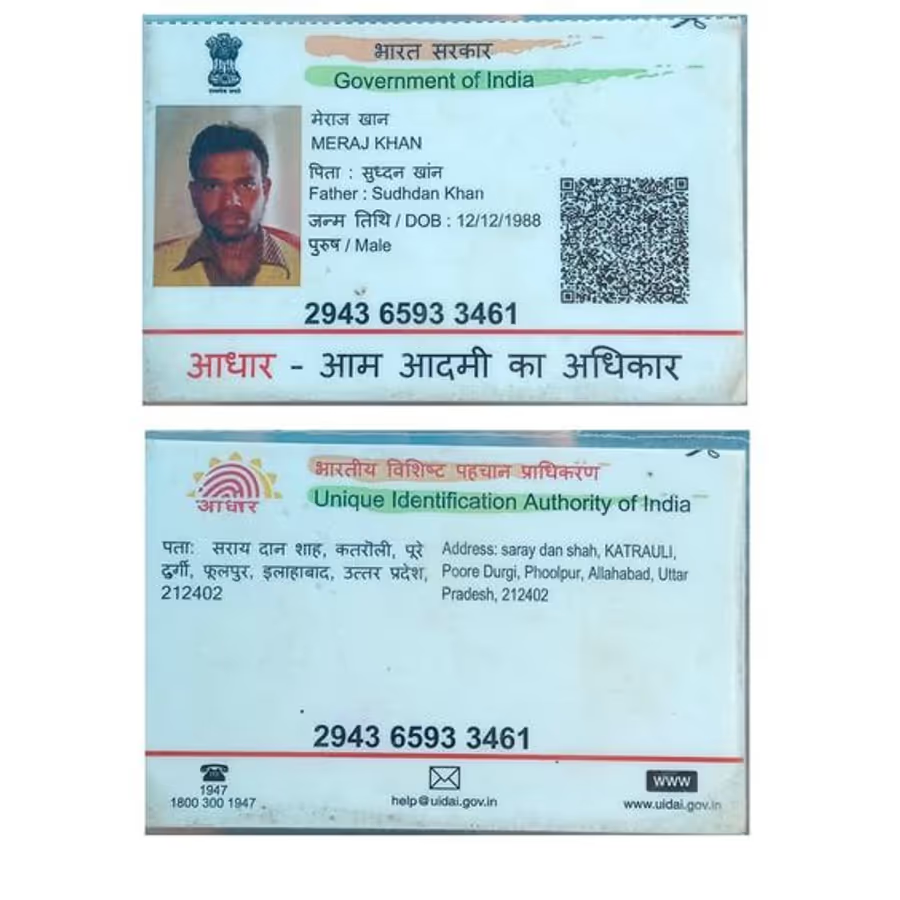 भारत सरकार
Government of India
मेराज खान
MERAJ KHAN
पिता : सुध्दन खांन
Father : Sudhdan Khan
जन्म तिथि / DOB : 12/12/1988
पुरुष / Male
2943 6593 3461
आधार - आम आदमी का अधिकार
भारतीय विशिष्ट पहचान प्राधिकरण
Unique Identification Authority of India
आधार
पता: सराय दान शाह, कतरौली, पूरे
दुर्गी, फूलपुर, इलाहाबाद, उत्तर प्रदेश,
212402
Address: saray dan shah, KATRAULI,
Poore Durgi, Phoolpur, Allahabad, Uttar
Pradesh, 212402
2943 6593 3461
1947
1800 300 1947
help@uidai.gov.in
www
www.uidai.gov.in